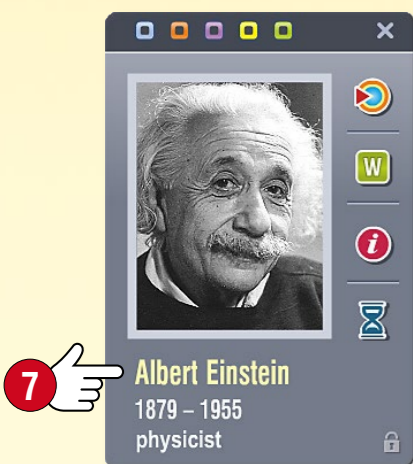 W
i
7
Albert Einstein
1879 – 1955
physicist